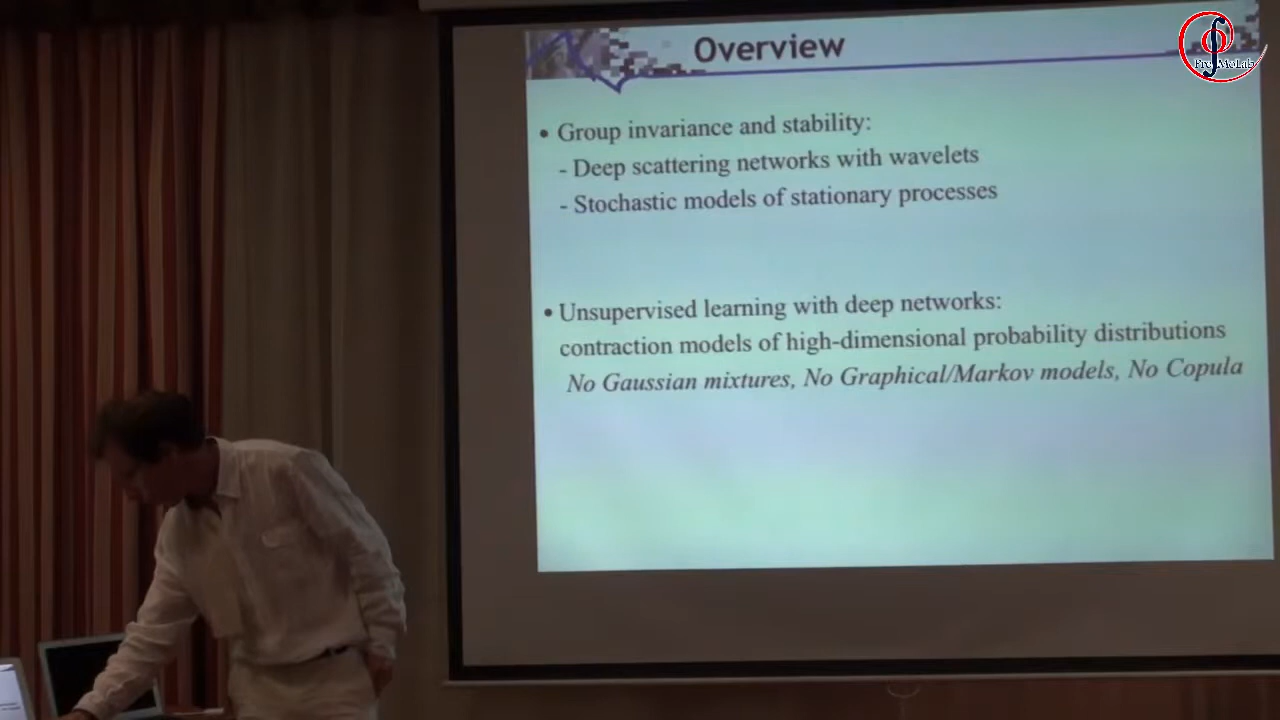 Overview
• Group invariance and stability:
- Deep scattering networks with wavelets
- Stochastic models of stationary processes
• Unsupervised learning with deep networks:
contraction models of high-dimensional probability distributions
No Gaussian mixtures, No Graphical/Markov models, No Copula
PreMoLab